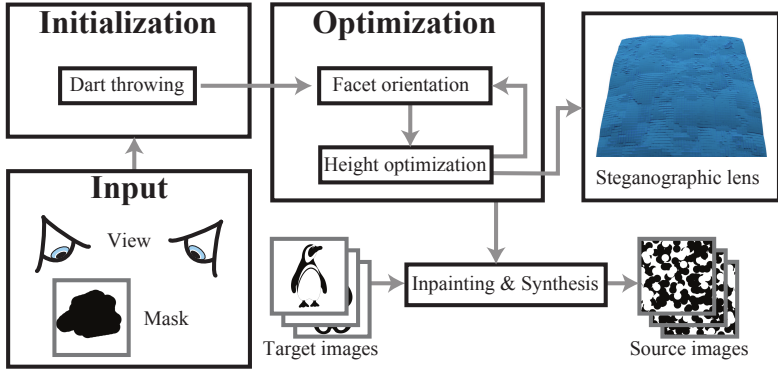 Initialization
Dart throwing
Optimization
Facet orientation
Height optimization
Steganographic lens
Input
View
Mask
Target images
Inpainting & Synthesis
Source images